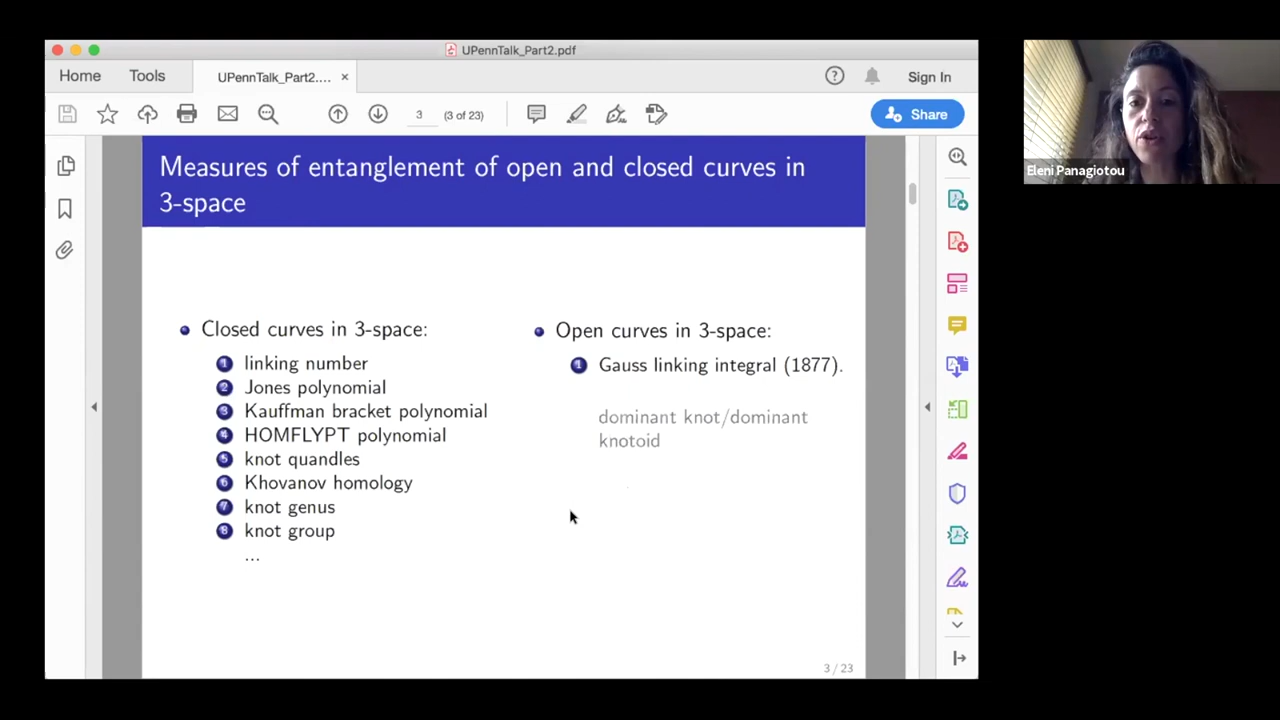 UPennTalk_Part2.pdf
Home
Tools
UPennTalk_Part2....
×
Sign In
3
(3 of 23)
Share
Measures of entanglement of open and closed curves in
3-space
Closed curves in 3-space:
1 linking number
2 Jones polynomial
3 Kauffman bracket polynomial
4 HOMFLYPT polynomial
5 knot quandles
6 Khovanov homology
7 knot genus
8 knot group
...
Open curves in 3-space:
1 Gauss linking integral (1877).
dominant knot/dominant
knotoid
3 / 23
Eleni Panagiotou